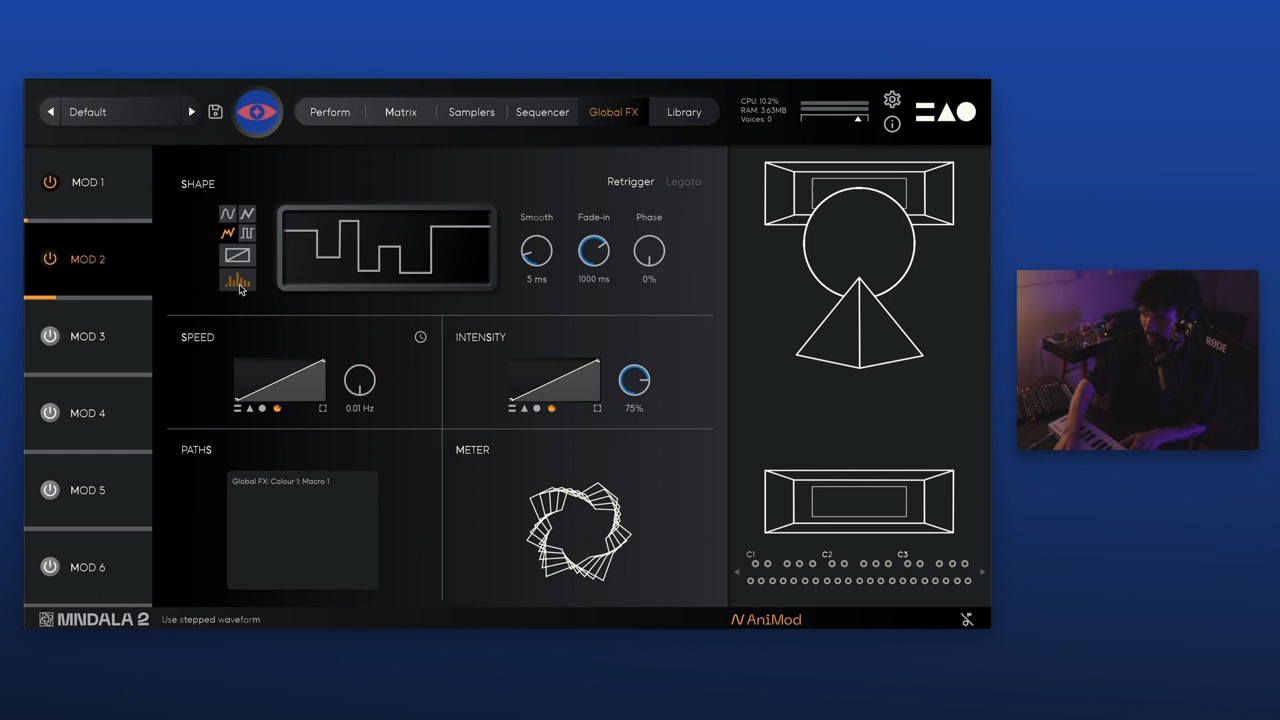 Default
Perform
Matrix
Samplers
Sequencer
Global FX
Library
CPU: 10.2%
RAM: 3.63MB
Voices: 0
MOD 1
MOD 2
MOD 3
MOD 4
MOD 5
MOD 6
SHAPE
Retrigger
Legato
Smooth
Fade-in
Phase
5 ms
1000 ms
0%
SPEED
INTENSITY
0.01 Hz
75%
PATHS
METER
Global FX: Colour 1: Macro 1
C1
C2
C3
MNDALA 2
Use stepped waveform
AniMod
RØDE